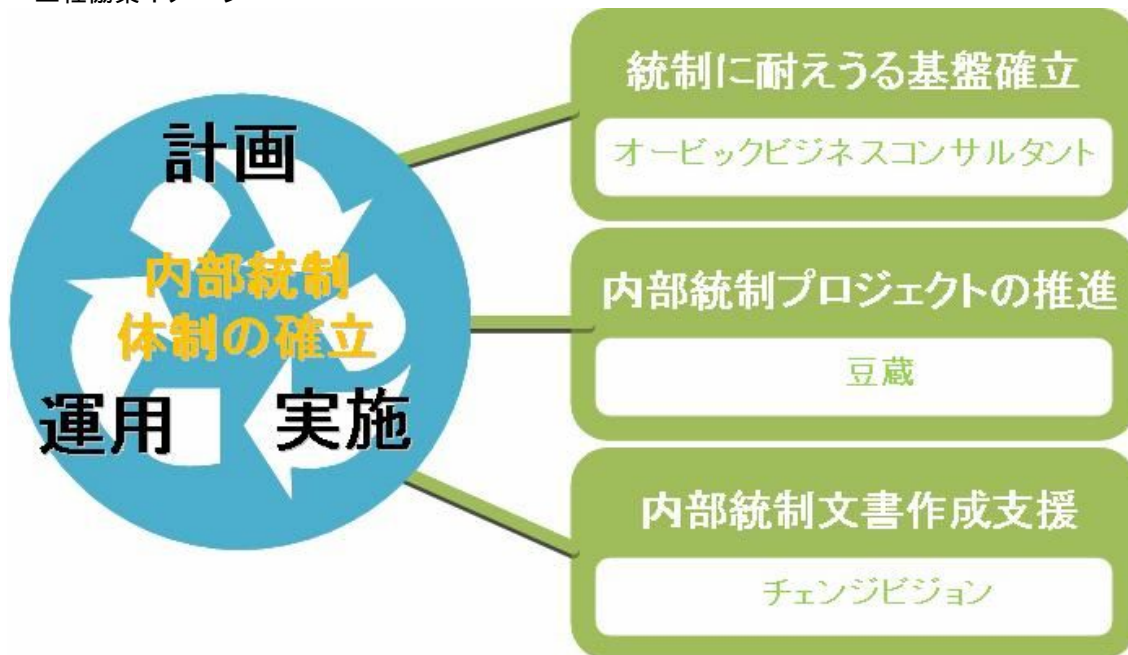 計画
内部統制
体制の確立
運用
実施
統制に耐えうる基盤確立
オービックビジネスコンサルタント
内部統制プロジェクトの推進
豆蔵
内部統制文書作成支援
チェンジビジョン